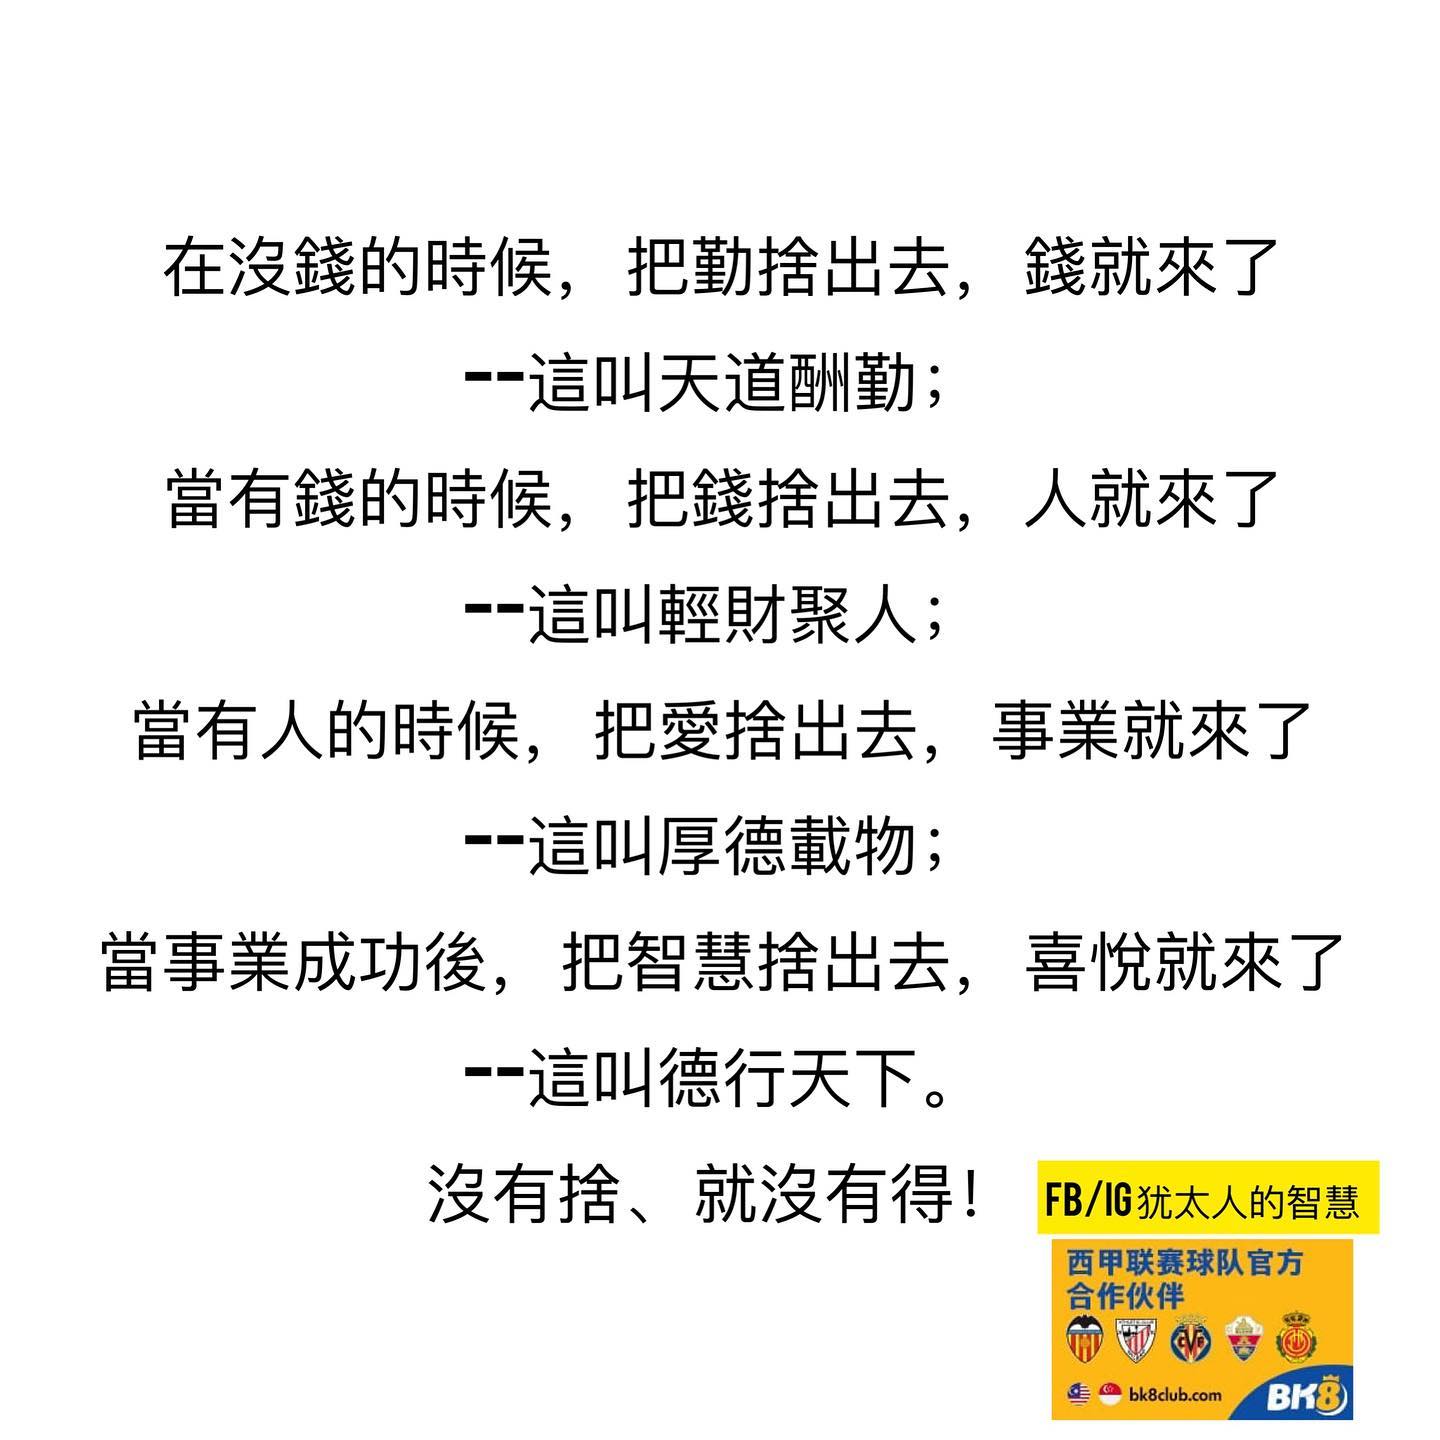 在沒錢的時候，把勤捨出去，錢就來了
--這叫天道酬勤；
當有錢的時候，把錢捨出去，人就來了
--這叫輕財聚人；
當有人的時候，把愛捨出去，事業就來了
--這叫厚德載物；
當事業成功後，把智慧捨出去，喜悅就來了
--這叫德行天下。
沒有捨、就沒有得！
FB/IG犹太人的智慧
西甲联赛球队官方
合作伙伴
bk8club.com
BK8